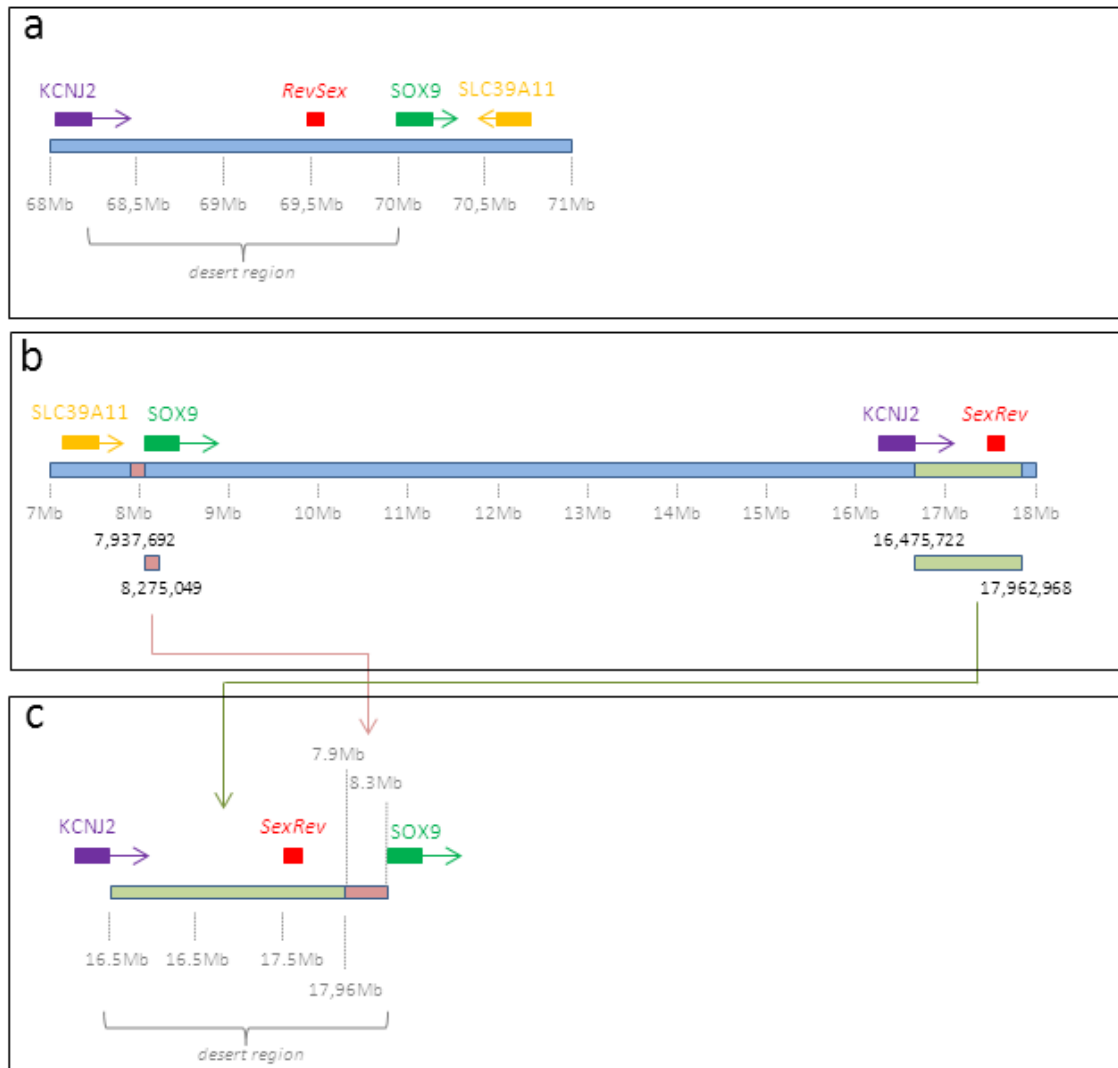 a
KCNJ2 RevSex SOX9 SLC39A11
68Mb 68,5Mb 69Mb 69,5Mb 70Mb 70,5Mb 71Mb
desert region
b
SLC39A11 SOX9 KCNJ2 SexRev
7Mb 8Mb 9Mb 10Mb 11Mb 12Mb 13Mb 14Mb 15Mb 16Mb 17Mb 18Mb
7,937,692 16,475,722
8,275,049 17,962,968
c
7.9Mb
8.3Mb
KCNJ2 SexRev SOX9
16.5Mb 16.5Mb 17.5Mb
17,96Mb
desert region